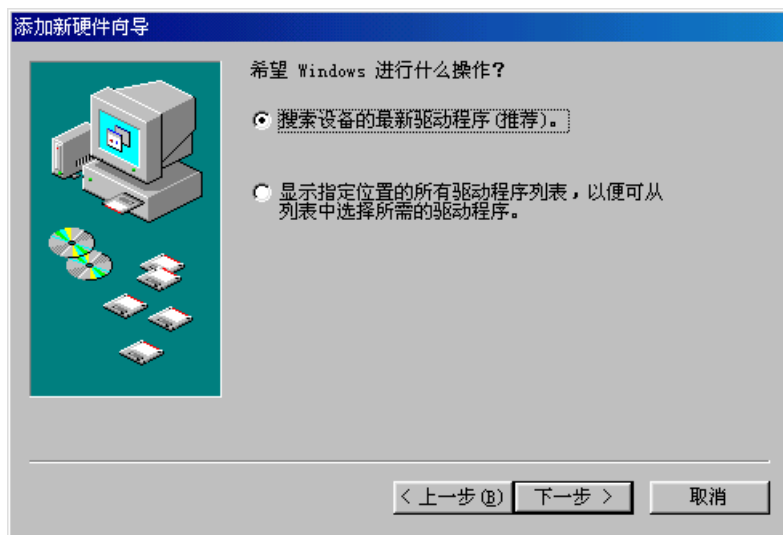 添加新硬件向导
希望 Windows 进行什么操作?
搜索设备的最新驱动程序(推荐)。
显示指定位置的所有驱动程序列表，以便可从
列表中选择所需的驱动程序。
< 上一步(B) 下一步 > 取消